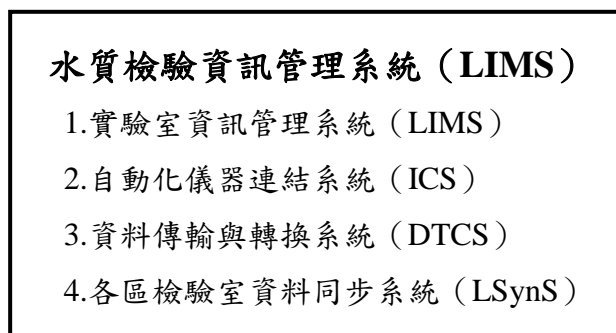 水質檢驗資訊管理系統（LIMS）
1.實驗室資訊管理系統（LIMS）
2.自動化儀器連結系統（ICS）
3.資料傳輸與轉換系統（DTCS）
4.各區檢驗室資料同步系統（LSynS）